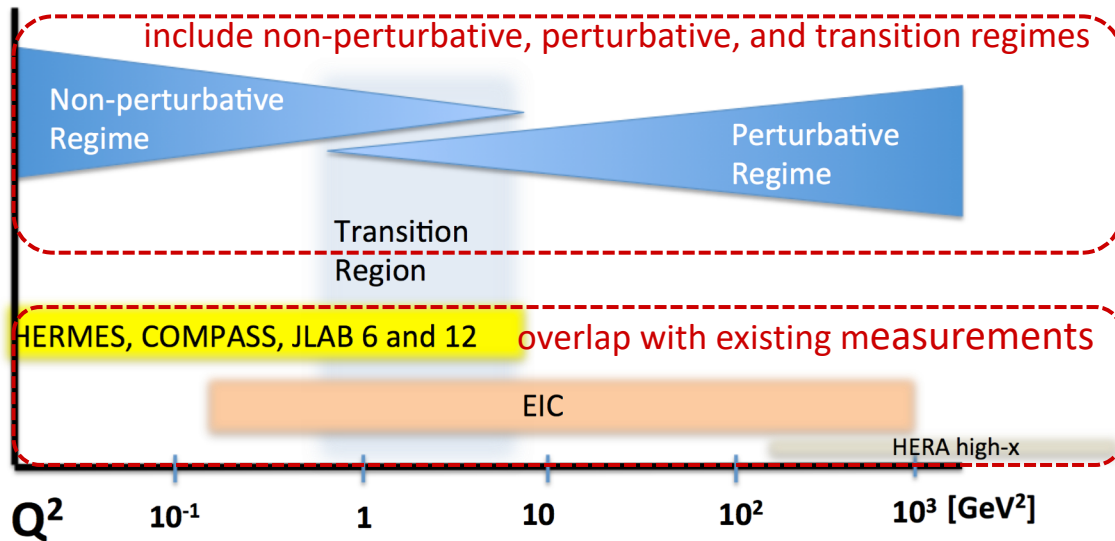 include non-perturbative, perturbative, and transition regimes
Non-perturbative
Regime
Perturbative
Regime
Transition
Region
HERMES, COMPASS, JLAB 6 and 12
overlap with existing measurements
EIC
HERA high-x
Q² 10⁻¹ 1 10 10² 10³ [GeV²]